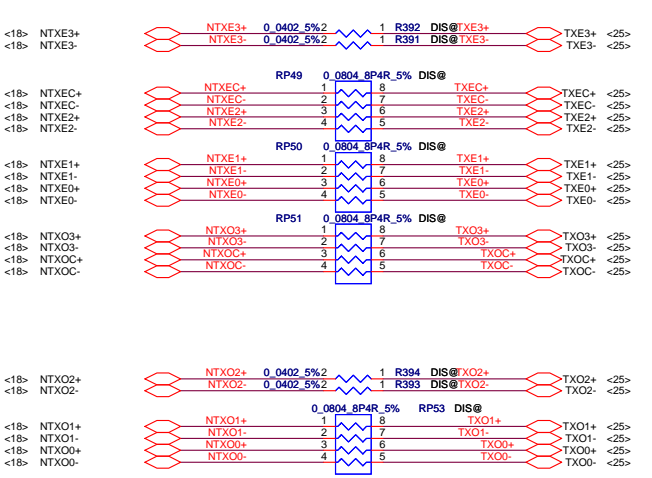 <18> NTXE3+ NTXE3+ 0_0402_5%2 1 R392 DIS@TXE3+ TXE3+ <25>
<18> NTXE3- NTXE3- 0_0402_5%2 1 R391 DIS@TXE3- TXE3- <25>
RP49 0_0804_8P4R_5% DIS@
<18> NTXEC+ NTXEC+ 1 8 TXEC+ TXEC+ <25>
<18> NTXEC- NTXEC- 2 7 TXEC- TXEC- <25>
<18> NTXE2+ NTXE2+ 3 6 TXE2+ TXE2+ <25>
<18> NTXE2- NTXE2- 4 5 TXE2- TXE2- <25>
RP50 0_0804_8P4R_5% DIS@
<18> NTXE1+ NTXE1+ 1 8 TXE1+ TXE1+ <25>
<18> NTXE1- NTXE1- 2 7 TXE1- TXE1- <25>
<18> NTXE0+ NTXE0+ 3 6 TXE0+ TXE0+ <25>
<18> NTXE0- NTXE0- 4 5 TXE0- TXE0- <25>
RP51 0_0804_8P4R_5% DIS@
<18> NTXO3+ NTXO3+ 1 8 TXO3+ TXO3+ <25>
<18> NTXO3- NTXO3- 2 7 TXO3- TXO3- <25>
<18> NTXOC+ NTXOC+ 3 6 TXOC+ TXOC+ <25>
<18> NTXOC- NTXOC- 4 5 TXOC- TXOC- <25>
<18> NTXO2+ NTXO2+ 0_0402_5%2 1 R394 DIS@TXO2+ TXO2+ <25>
<18> NTXO2- NTXO2- 0_0402_5%2 1 R393 DIS@TXO2- TXO2- <25>
0_0804_8P4R_5% RP53 DIS@
<18> NTXO1+ NTXO1+ 1 8 TXO1+ TXO1+ <25>
<18> NTXO1- NTXO1- 2 7 TXO1- TXO1- <25>
<18> NTXO0+ NTXO0+ 3 6 TXO0+ TXO0+ <25>
<18> NTXO0- NTXO0- 4 5 TXO0- TXO0- <25>